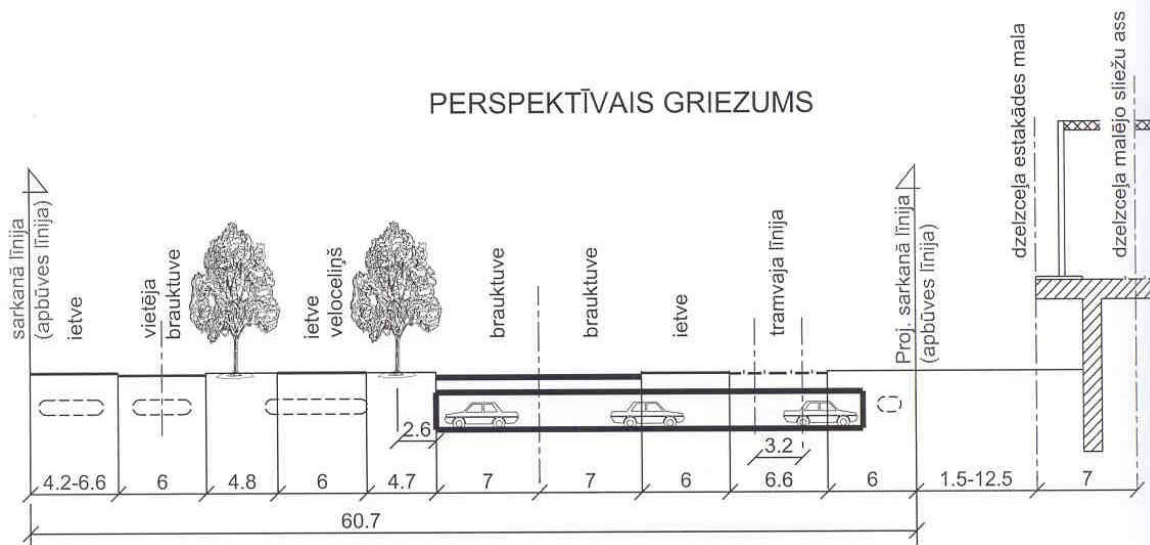 PERSPEKTĪVAIS GRIEZUMS
sarkanā līnija
(apbūves līnija)
ietve
vietēja
brauktuve
ietve
veloceliņš
brauktuve
brauktuve
ietve
tramvaja līnija
Proj. sarkanā līnija
(apbūves līnija)
dzelzceļa estakādes mala
dzelzceļa malējo sliežu ass
2.6
3.2
4.2-6.6
6
4.8
6
4.7
7
7
6
6.6
6
1.5-12.5
7
60.7